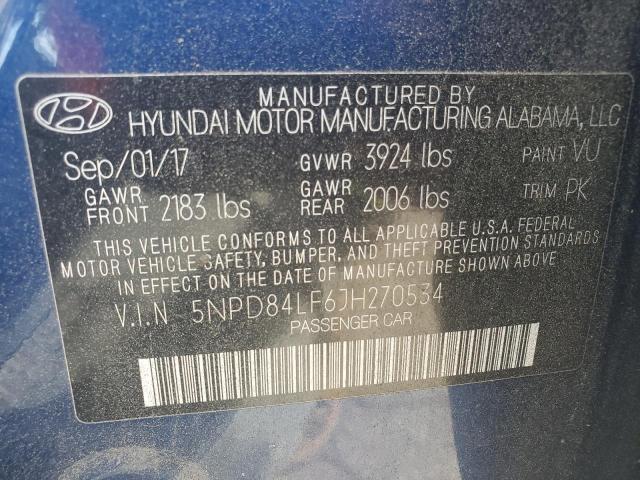 MANUFACTURED BY
HYUNDAI MOTOR MANUFACTURING ALABAMA, LLC
Sep/01/17 GVWR 3924 lbs PAINT VU
GAWR FRONT 2183 lbs GAWR REAR 2006 lbs TRIM PK
THIS VEHICLE CONFORMS TO ALL APPLICABLE U.S.A. FEDERAL
MOTOR VEHICLE SAFETY, BUMPER, AND THEFT PREVENTION STANDARDS
IN EFFECT ON THE DATE OF MANUFACTURE SHOWN ABOVE.
V.I.N 5NPD84LF6JH270534
PASSENGER CAR